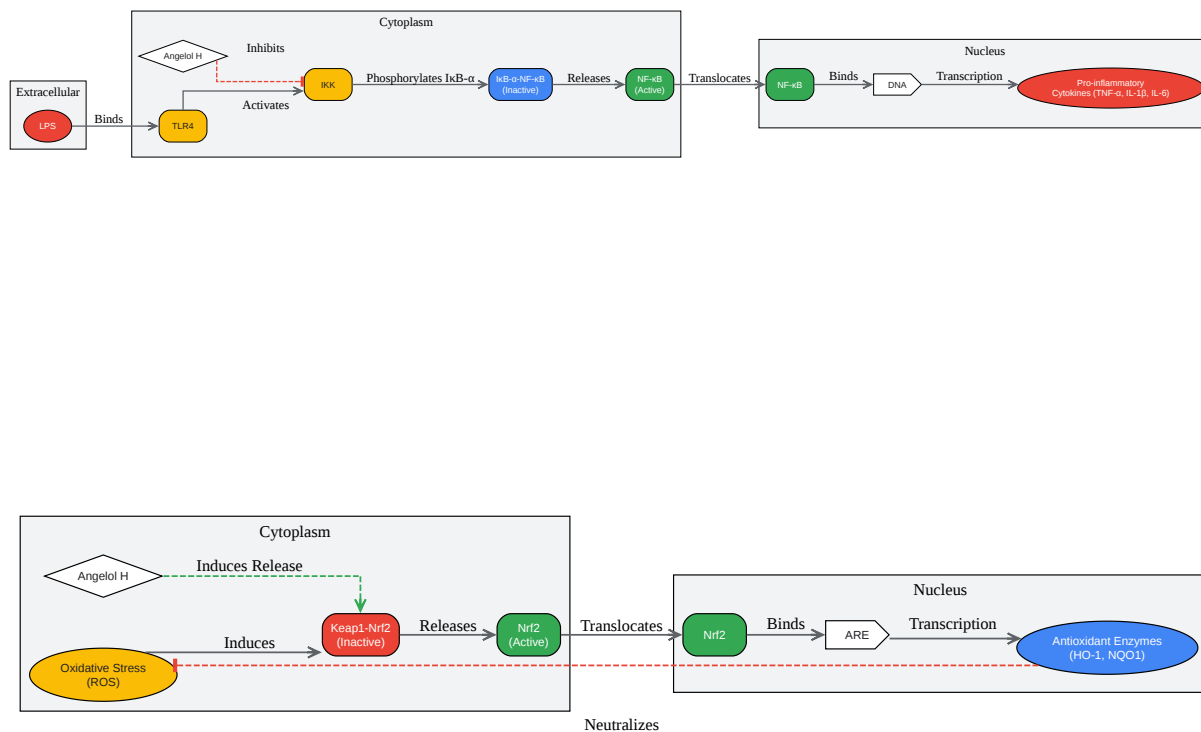 Cytoplasm
Angelol H
Inhibits
Nucleus
Extracellular
LPS
Binds
TLR4
Activates
IKK
Phosphorylates IκB-α
IκB-α-NF-κB
(Inactive)
Releases
NF-κB
(Active)
Translocates
NF-κB
Binds
DNA
Transcription
Pro-inflammatory
Cytokines (TNF-α, IL-1β, IL-6)
Cytoplasm
Angelol H
Induces Release
Nucleus
Oxidative Stress
(ROS)
Induces
Keap1-Nrf2
(Inactive)
Releases
Nrf2
(Active)
Translocates
Nrf2
Binds
ARE
Transcription
Antioxidant Enzymes
(HO-1, NQO1)
Neutralizes